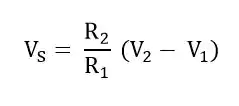 V_S = R_2/R_1 (V_2 − V_1)